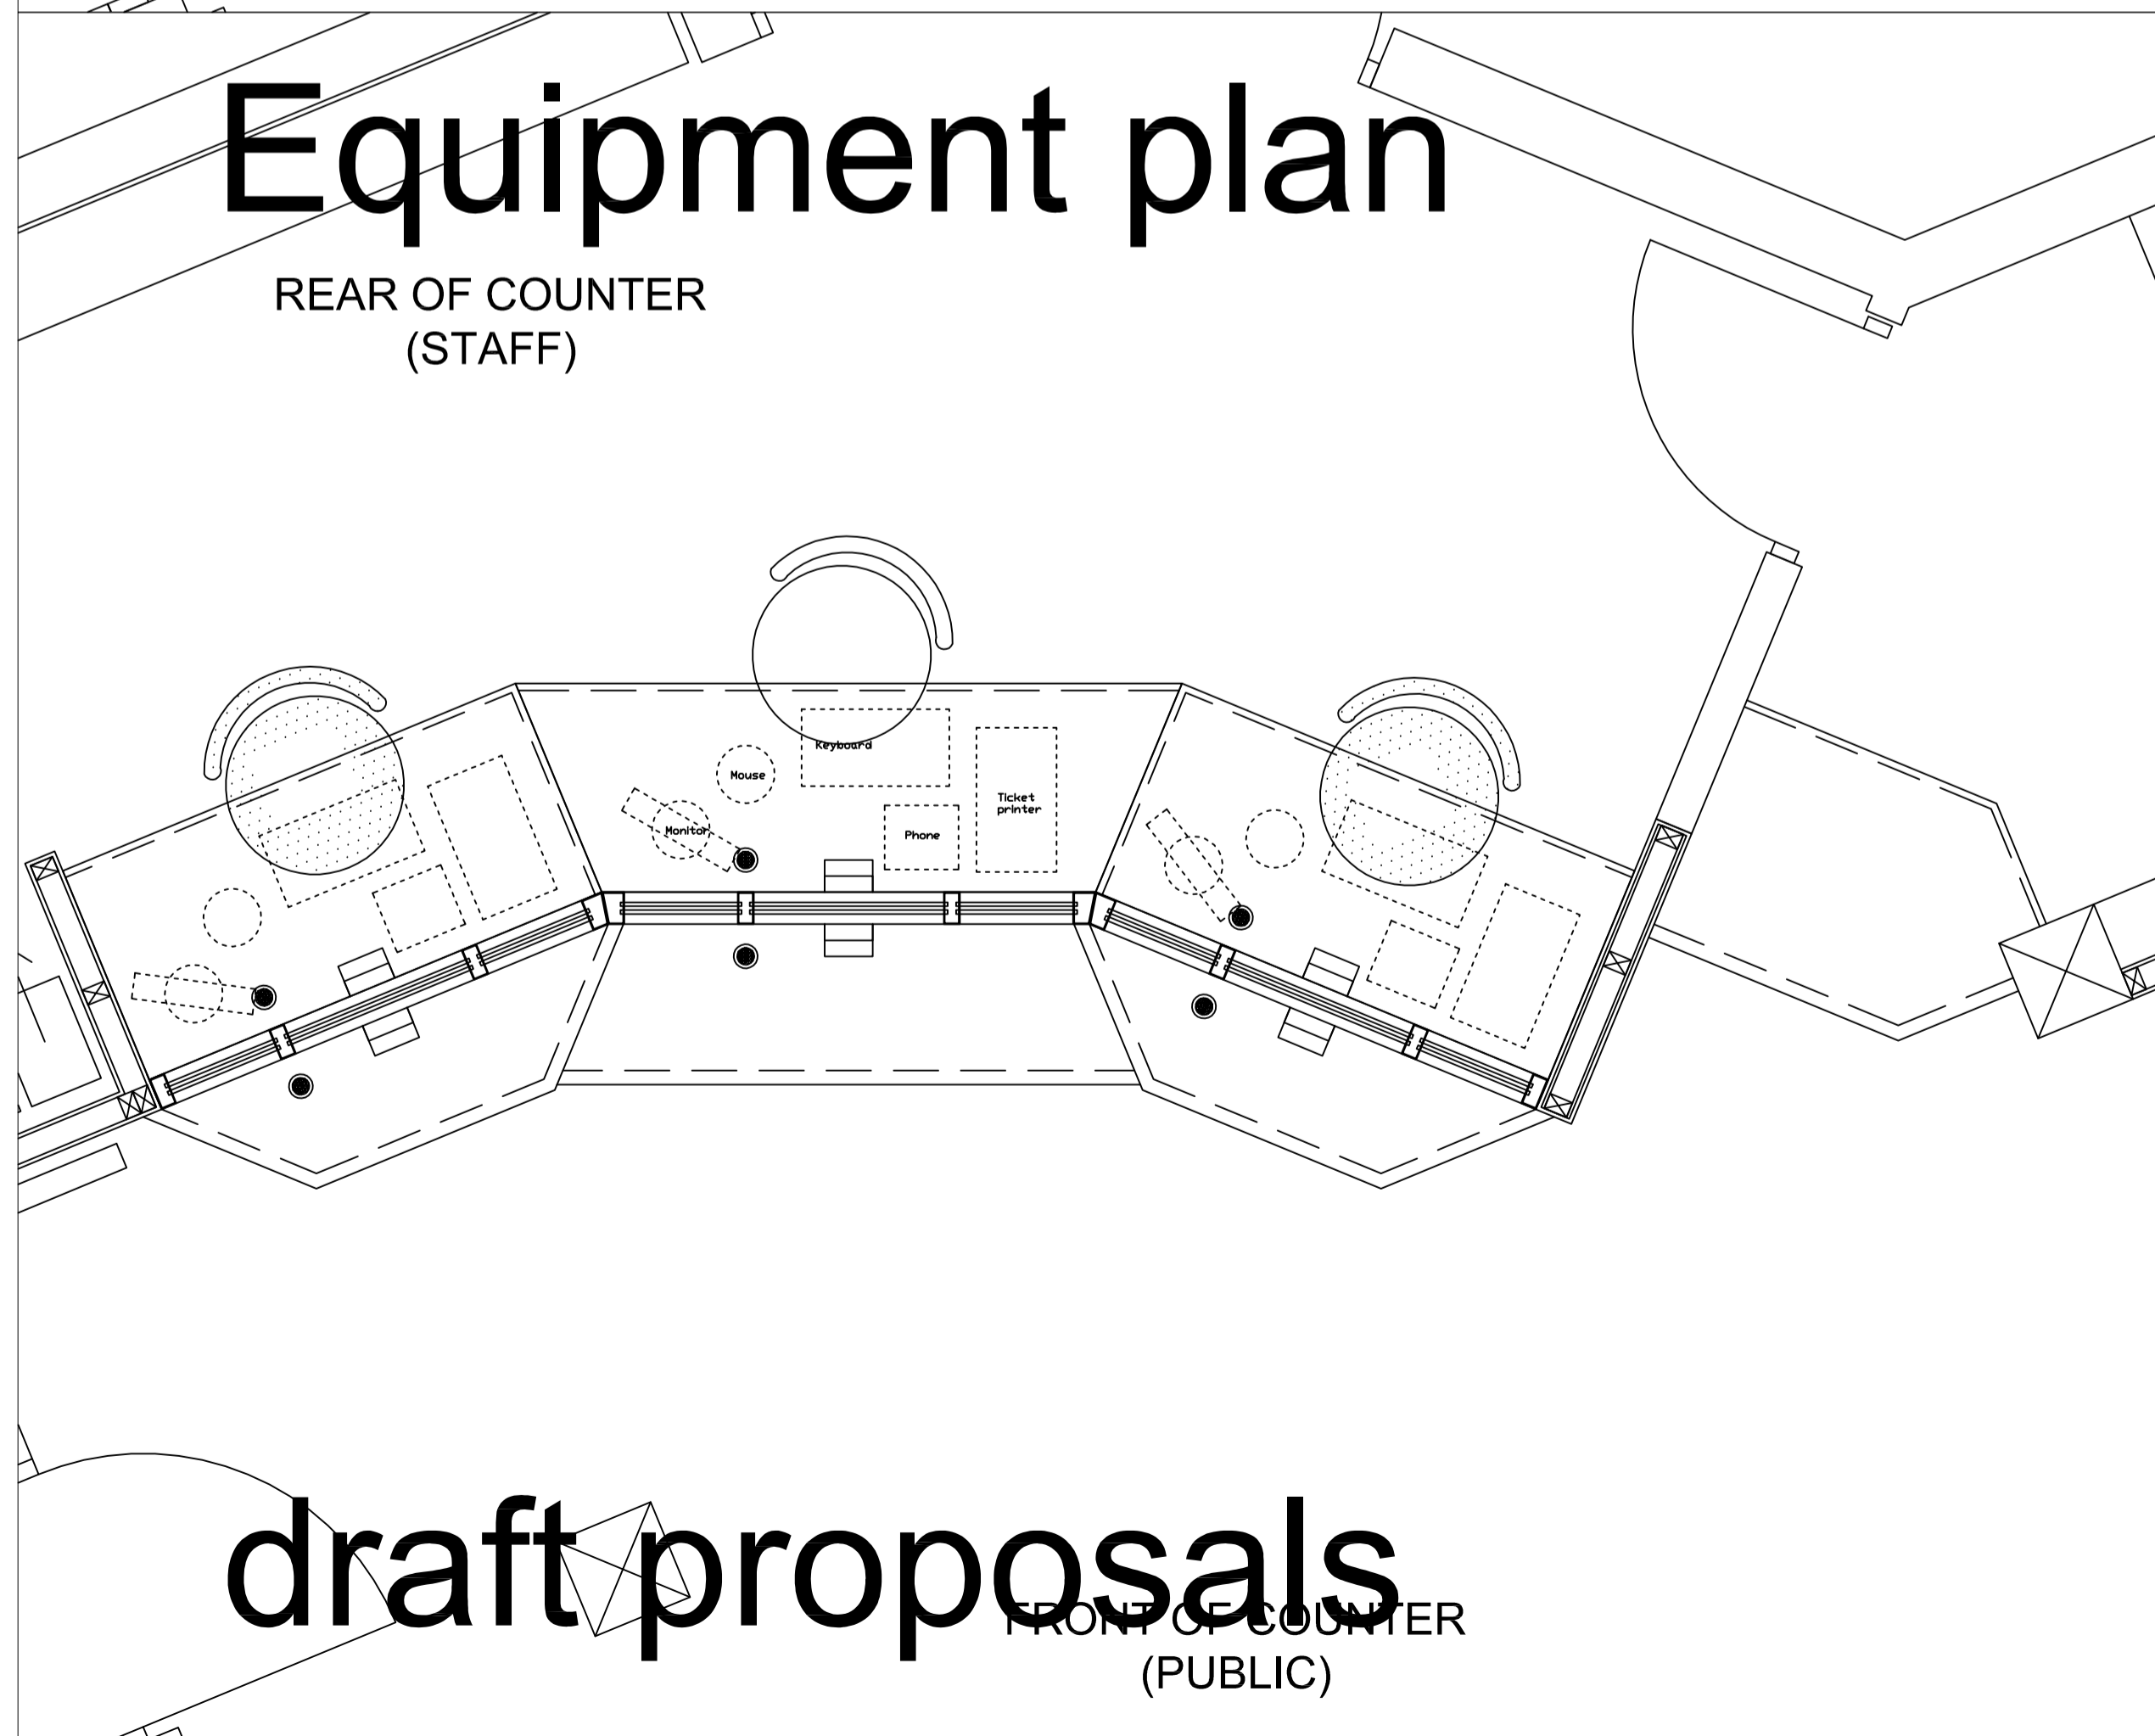 Equipment plan
REAR OF COUNTER
(STAFF)
Keyboard
Mouse
Ticket
printer
Monitor
Phone
draft proposals
FRONT OF COUNTER
(PUBLIC)